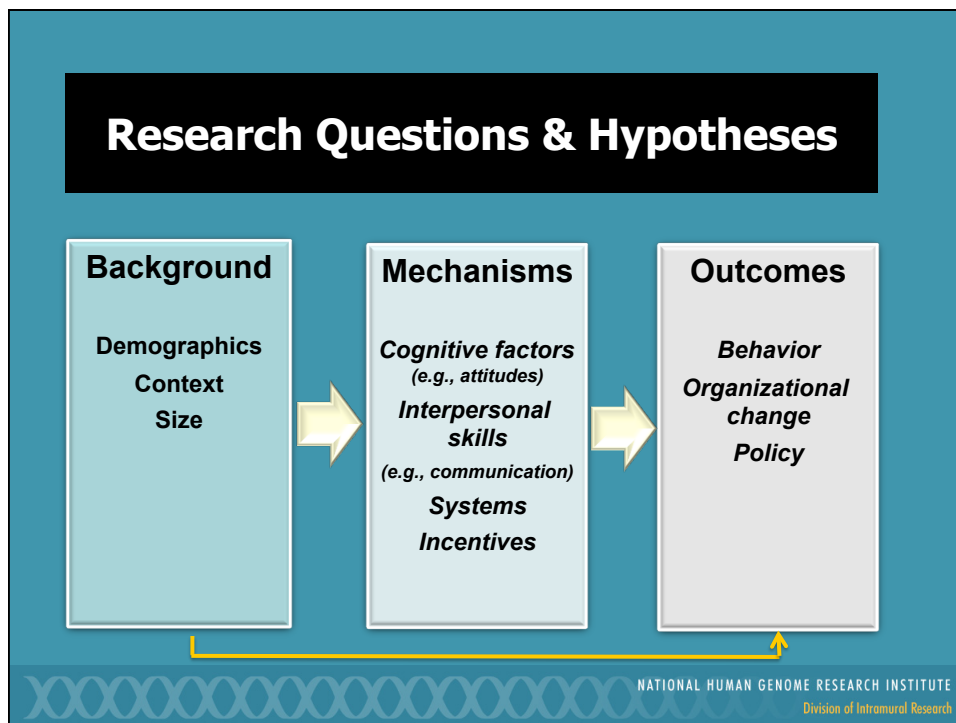 Research Questions & Hypotheses
Background
Demographics
Context
Size
Mechanisms
Cognitive factors
(e.g., attitudes)
Interpersonal
skills
(e.g., communication)
Systems
Incentives
Outcomes
Behavior
Organizational
change
Policy
NATIONAL HUMAN GENOME RESEARCH INSTITUTE
Division of Intramural Research